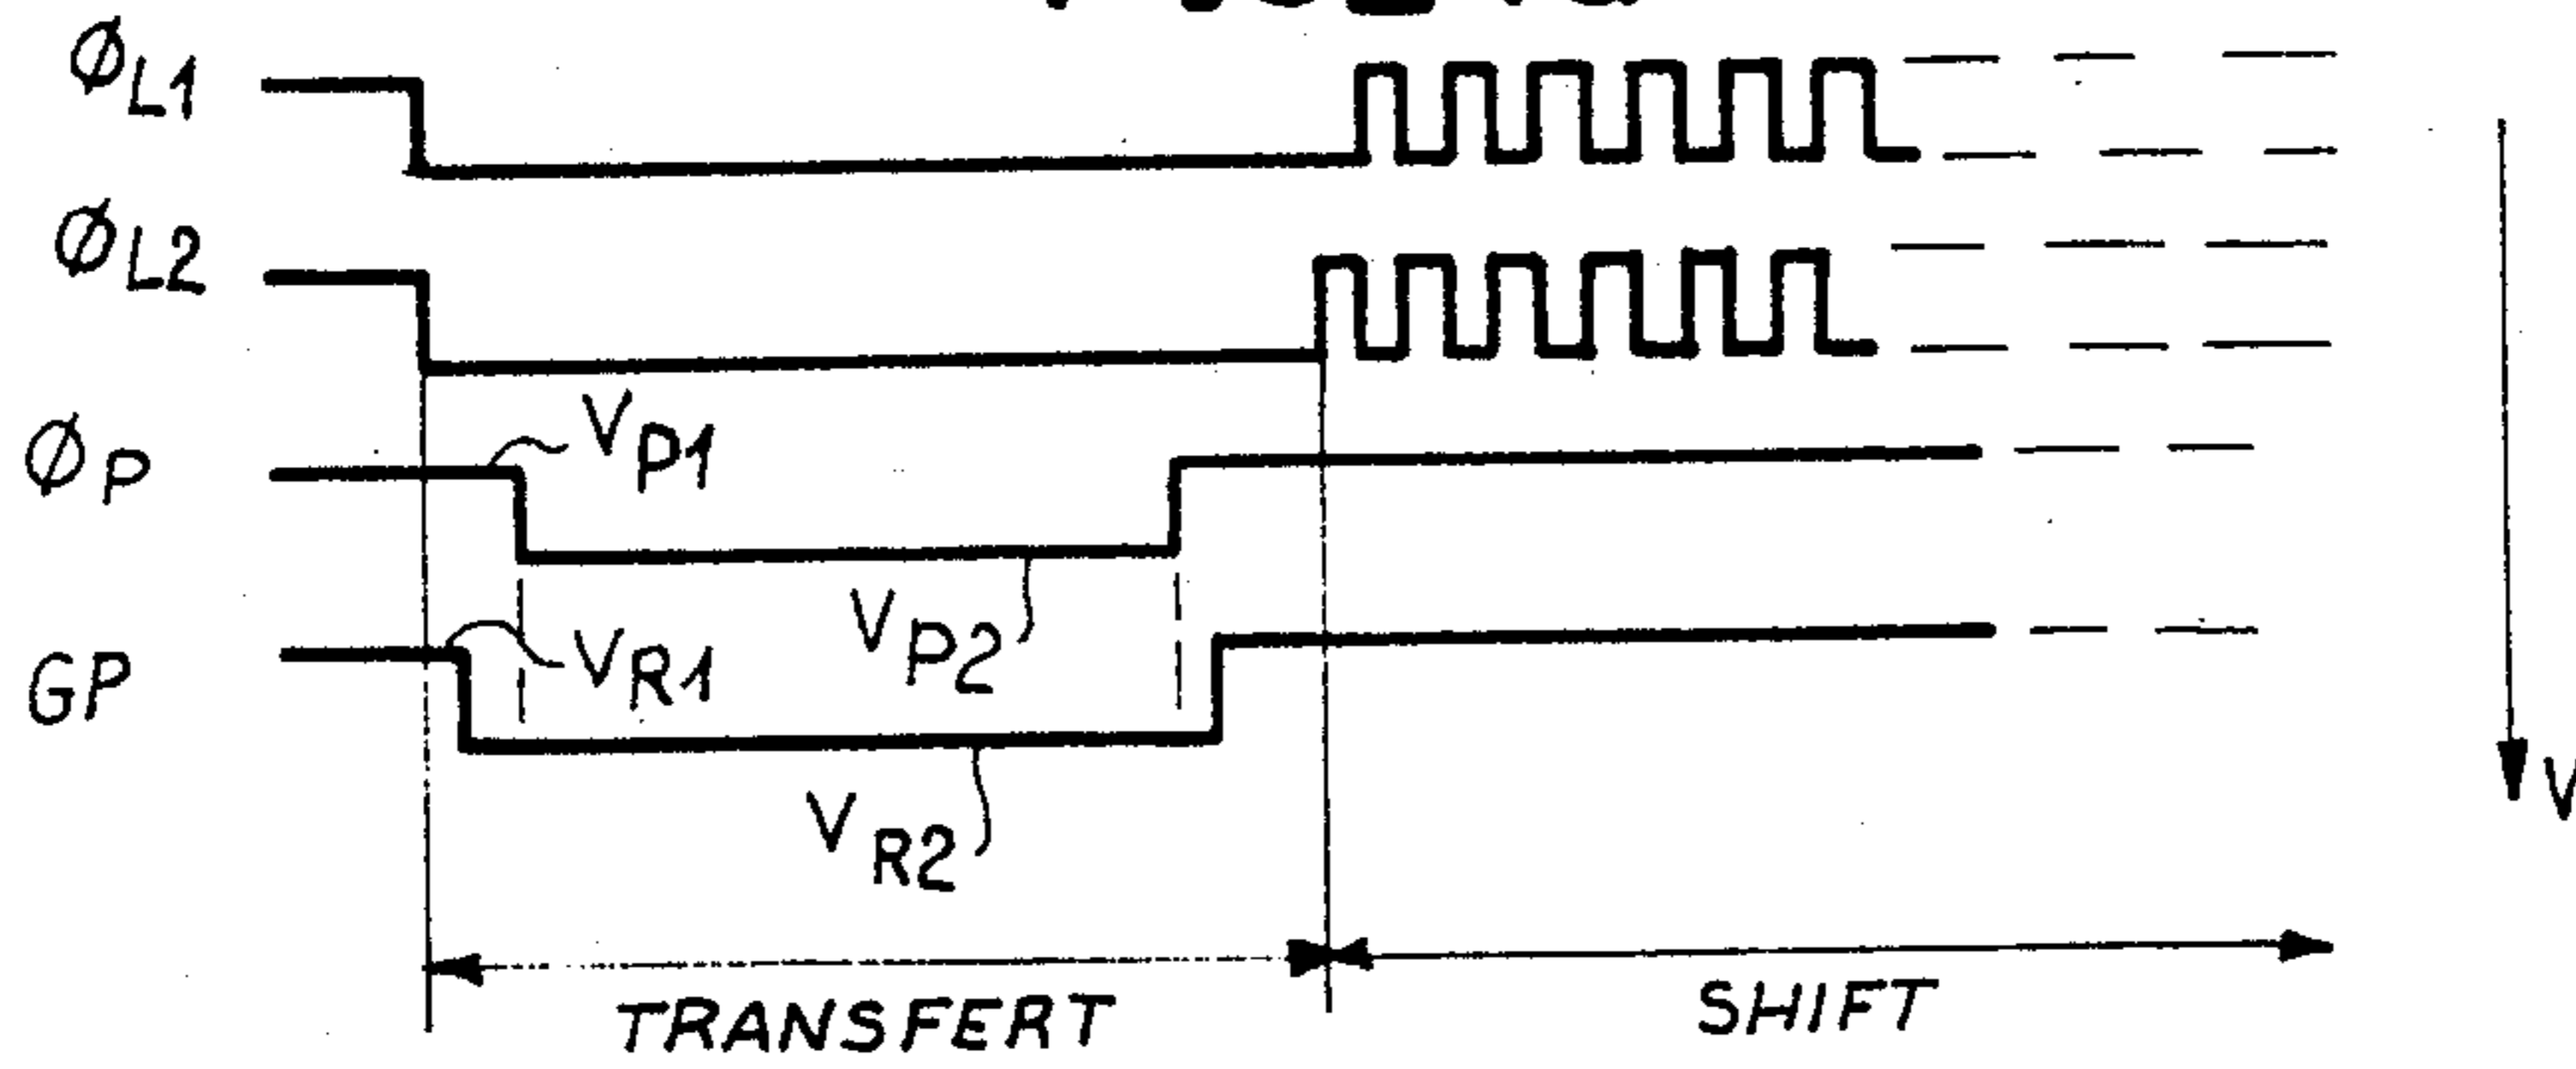 ØL1
ØL2
VP1
ØP
VP2
VR1
GP
VR2
V
TRANSFERT
SHIFT